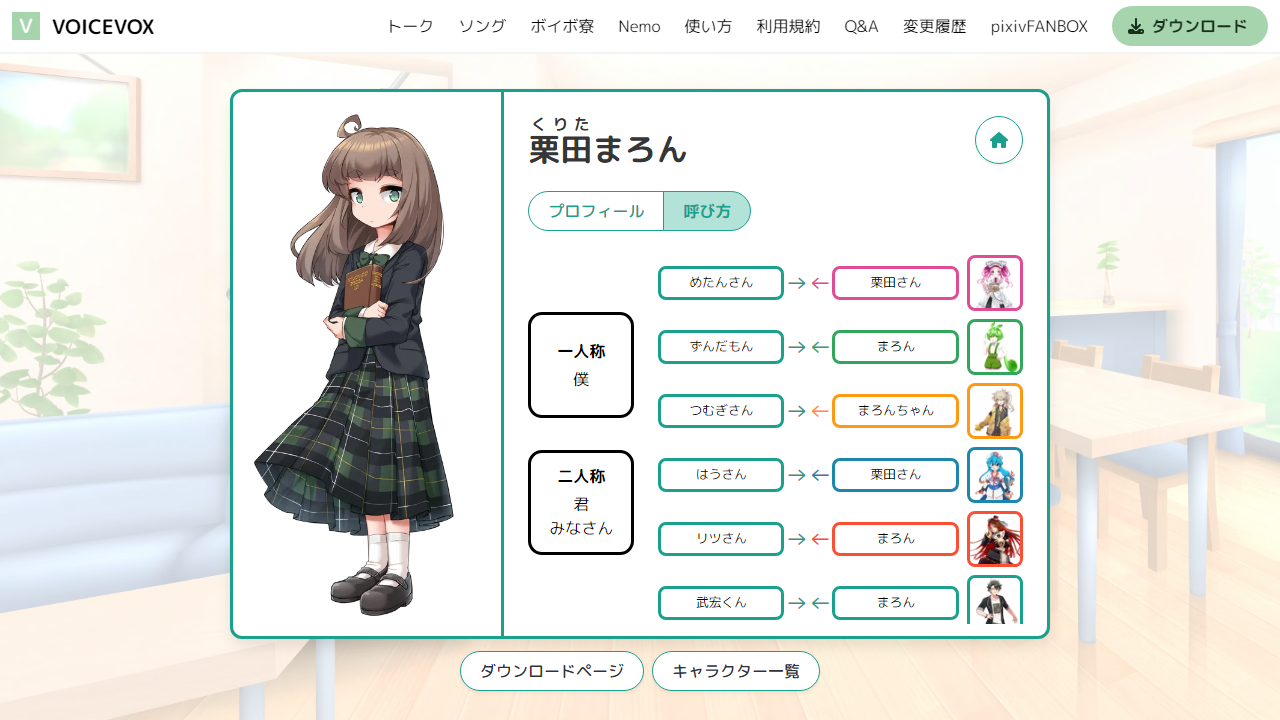 V VOICEVOX
トーク ソング ボイボ寮 Nemo 使い方 利用規約 Q&A 変更履歴 pixivFANBOX ダウンロード
くりた
栗田まろん
プロフィール 呼び方
一人称
僕
二人称
君
みなさん
めたんさん → ← 栗田さん
ずんだもん → ← まろん
つむぎさん → ← まろんちゃん
はうさん → ← 栗田さん
リツさん → ← まろん
武宏くん → ← まろん
ダウンロードページ キャラクター一覧